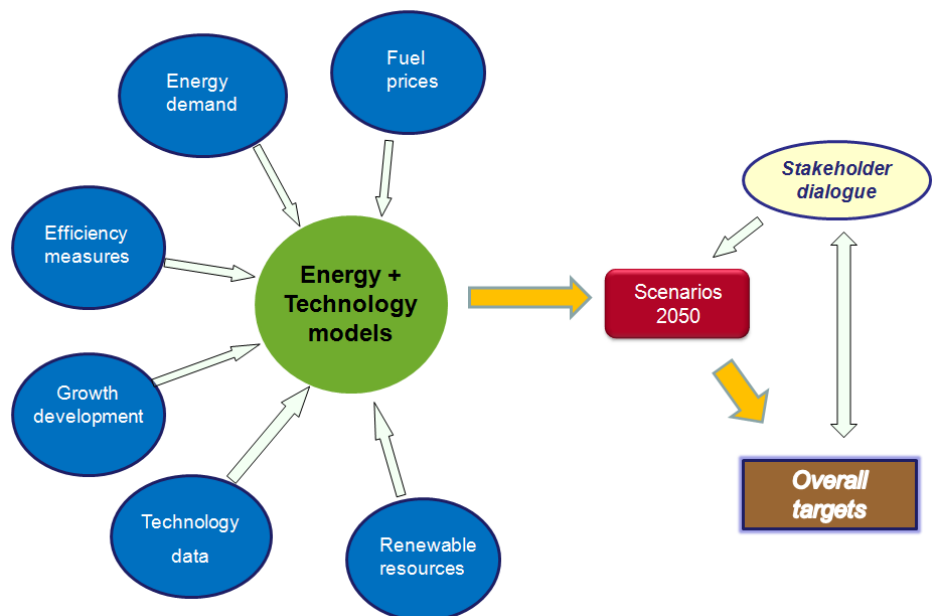 Energy
demand
Fuel
prices
Efficiency
measures
Energy +
Technology
models
Growth
development
Technology
data
Renewable
resources
Stakeholder
dialogue
Scenarios
2050
Overall
targets